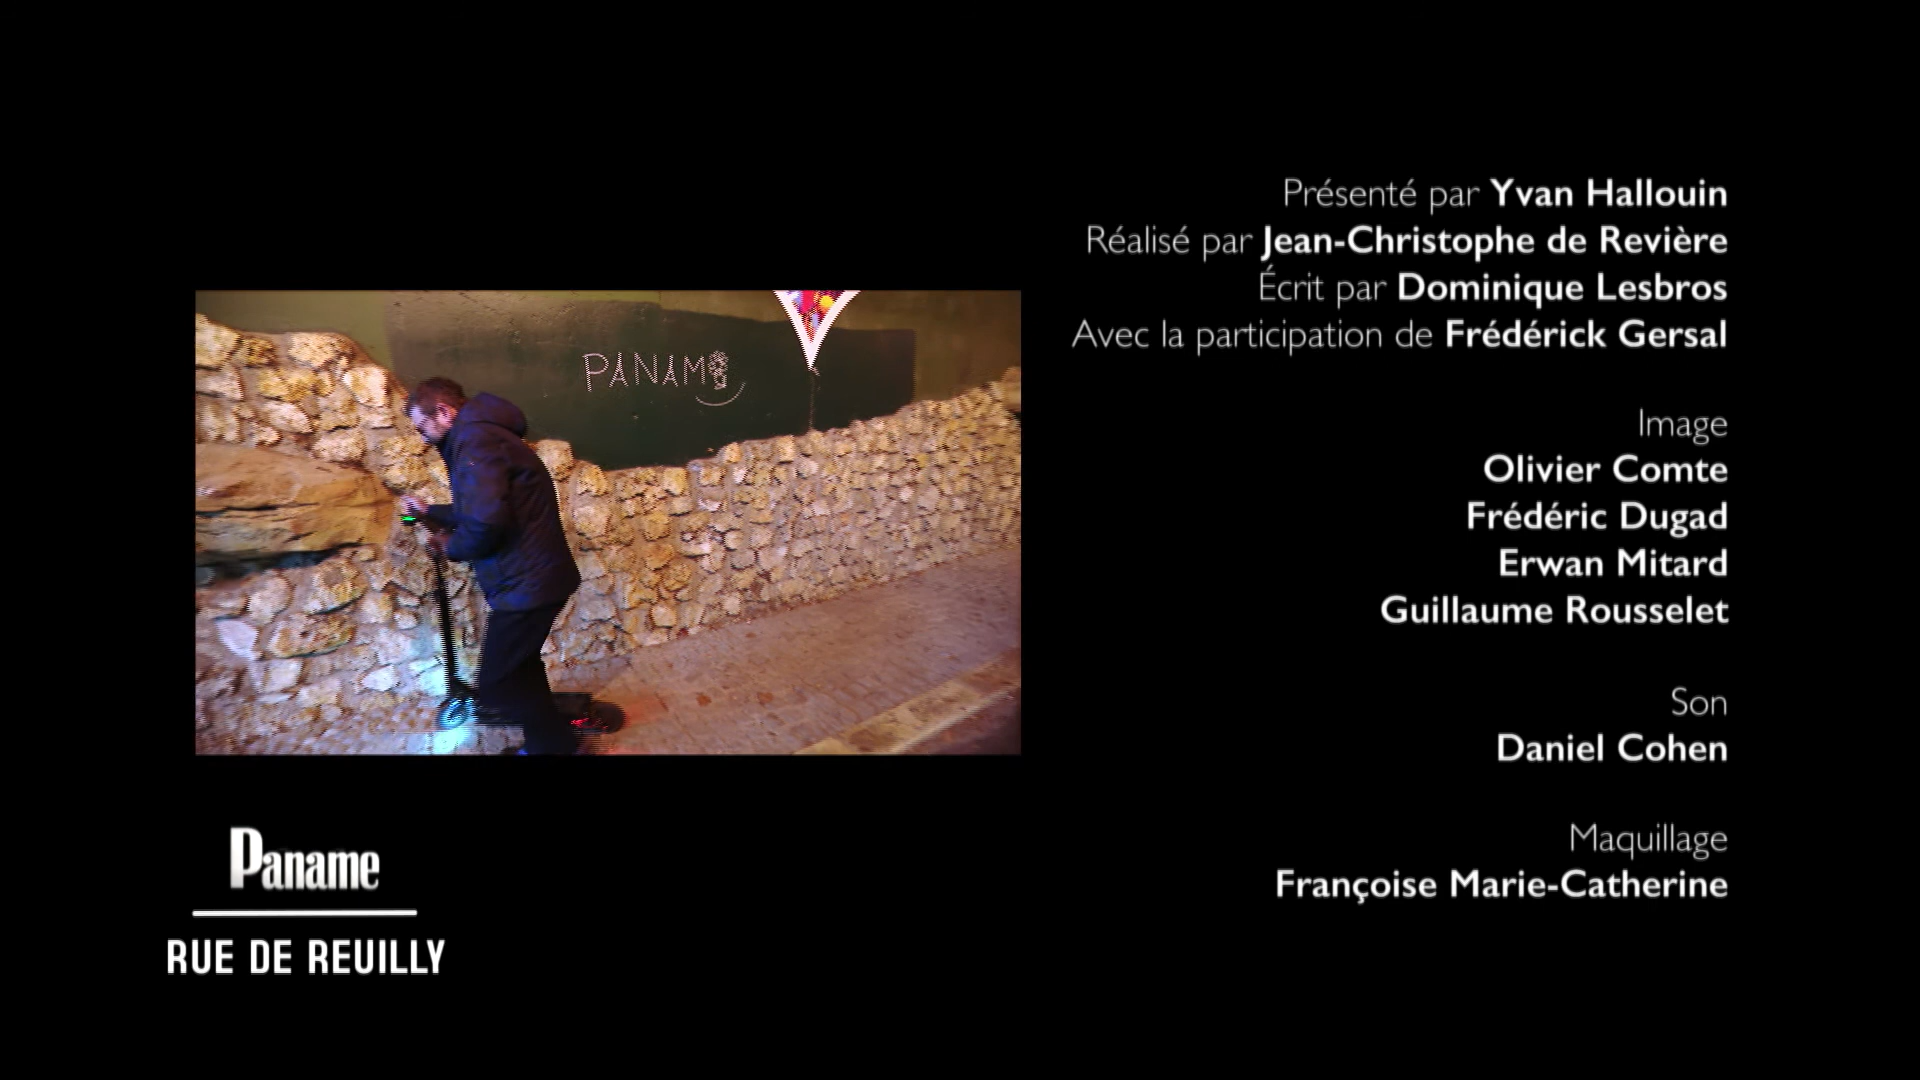 Présenté par Yvan Hallouin
Réalisé par Jean-Christophe de Revière
Écrit par Dominique Lesbros
Avec la participation de Frédérick Gersal
Image
Olivier Comte
Frédéric Dugad
Erwan Mitard
Guillaume Rousselet
Son
Daniel Cohen
Maquillage
Françoise Marie-Catherine
PANAM
Paname
RUE DE REUILLY